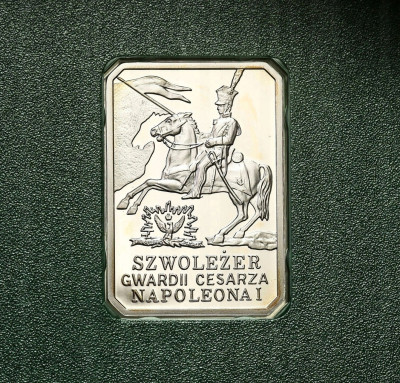 SZWOLEŻER
GWARDII CESARZA
NAPOLEONA I